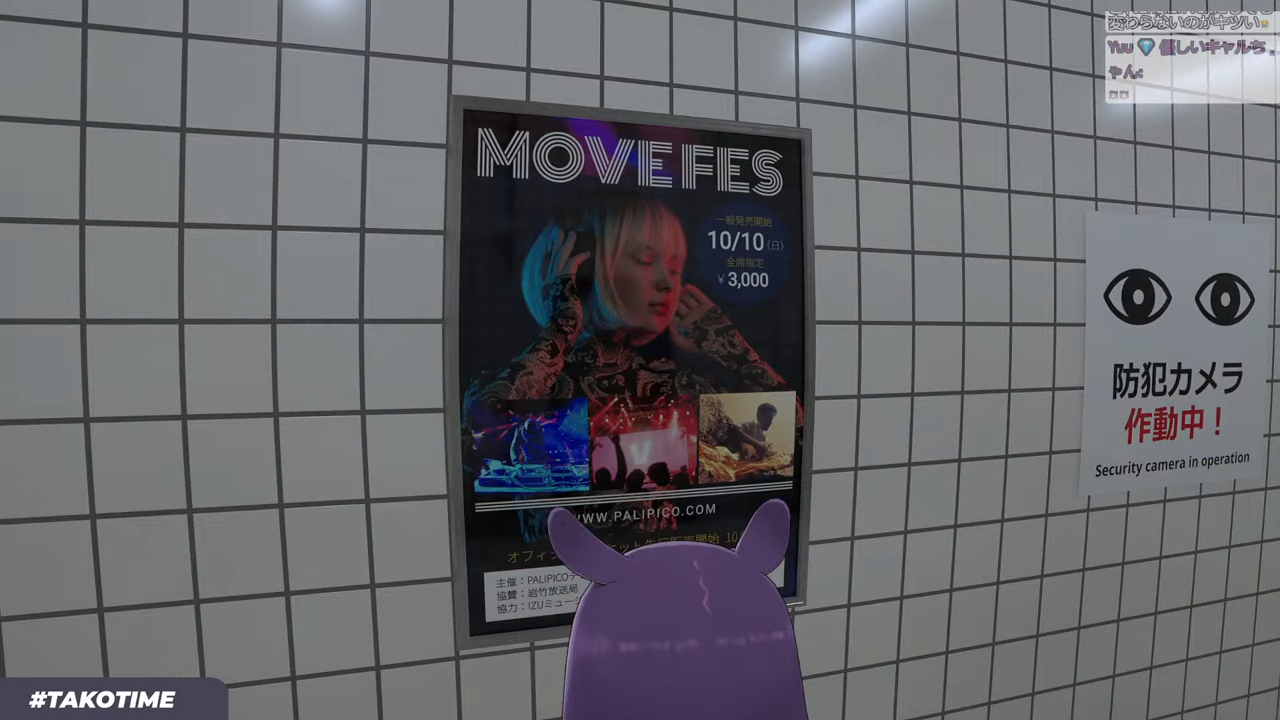 変わらないのがキツい
Yuu 優しいギャルち
ゃん:
MOVE FES
一般発売開始
10/10(日)
全席指定
¥3,000
WWW.PALIPICO.COM
主催:PALIPICO
協賛:岩竹放送局
協力:IZUミュー
防犯カメラ
作動中!
Security camera in operation
#TAKOTIME